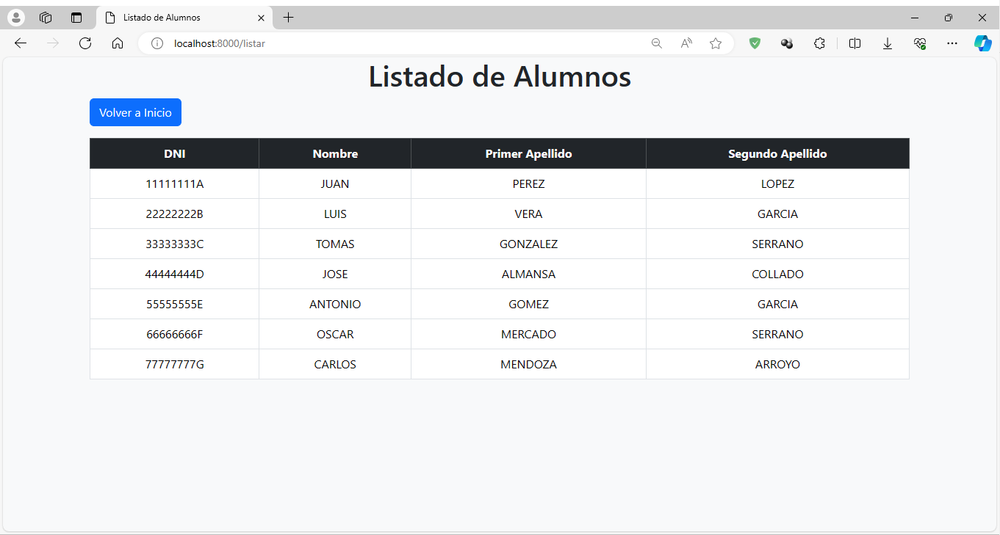 Listado de Alumnos
localhost:8000/listar
Listado de Alumnos
Volver a Inicio
DNI Nombre Primer Apellido Segundo Apellido
11111111A JUAN PEREZ LOPEZ
22222222B LUIS VERA GARCIA
33333333C TOMAS GONZALEZ SERRANO
44444444D JOSE ALMANSA COLLADO
55555555E ANTONIO GOMEZ GARCIA
66666666F OSCAR MERCADO SERRANO
77777777G CARLOS MENDOZA ARROYO